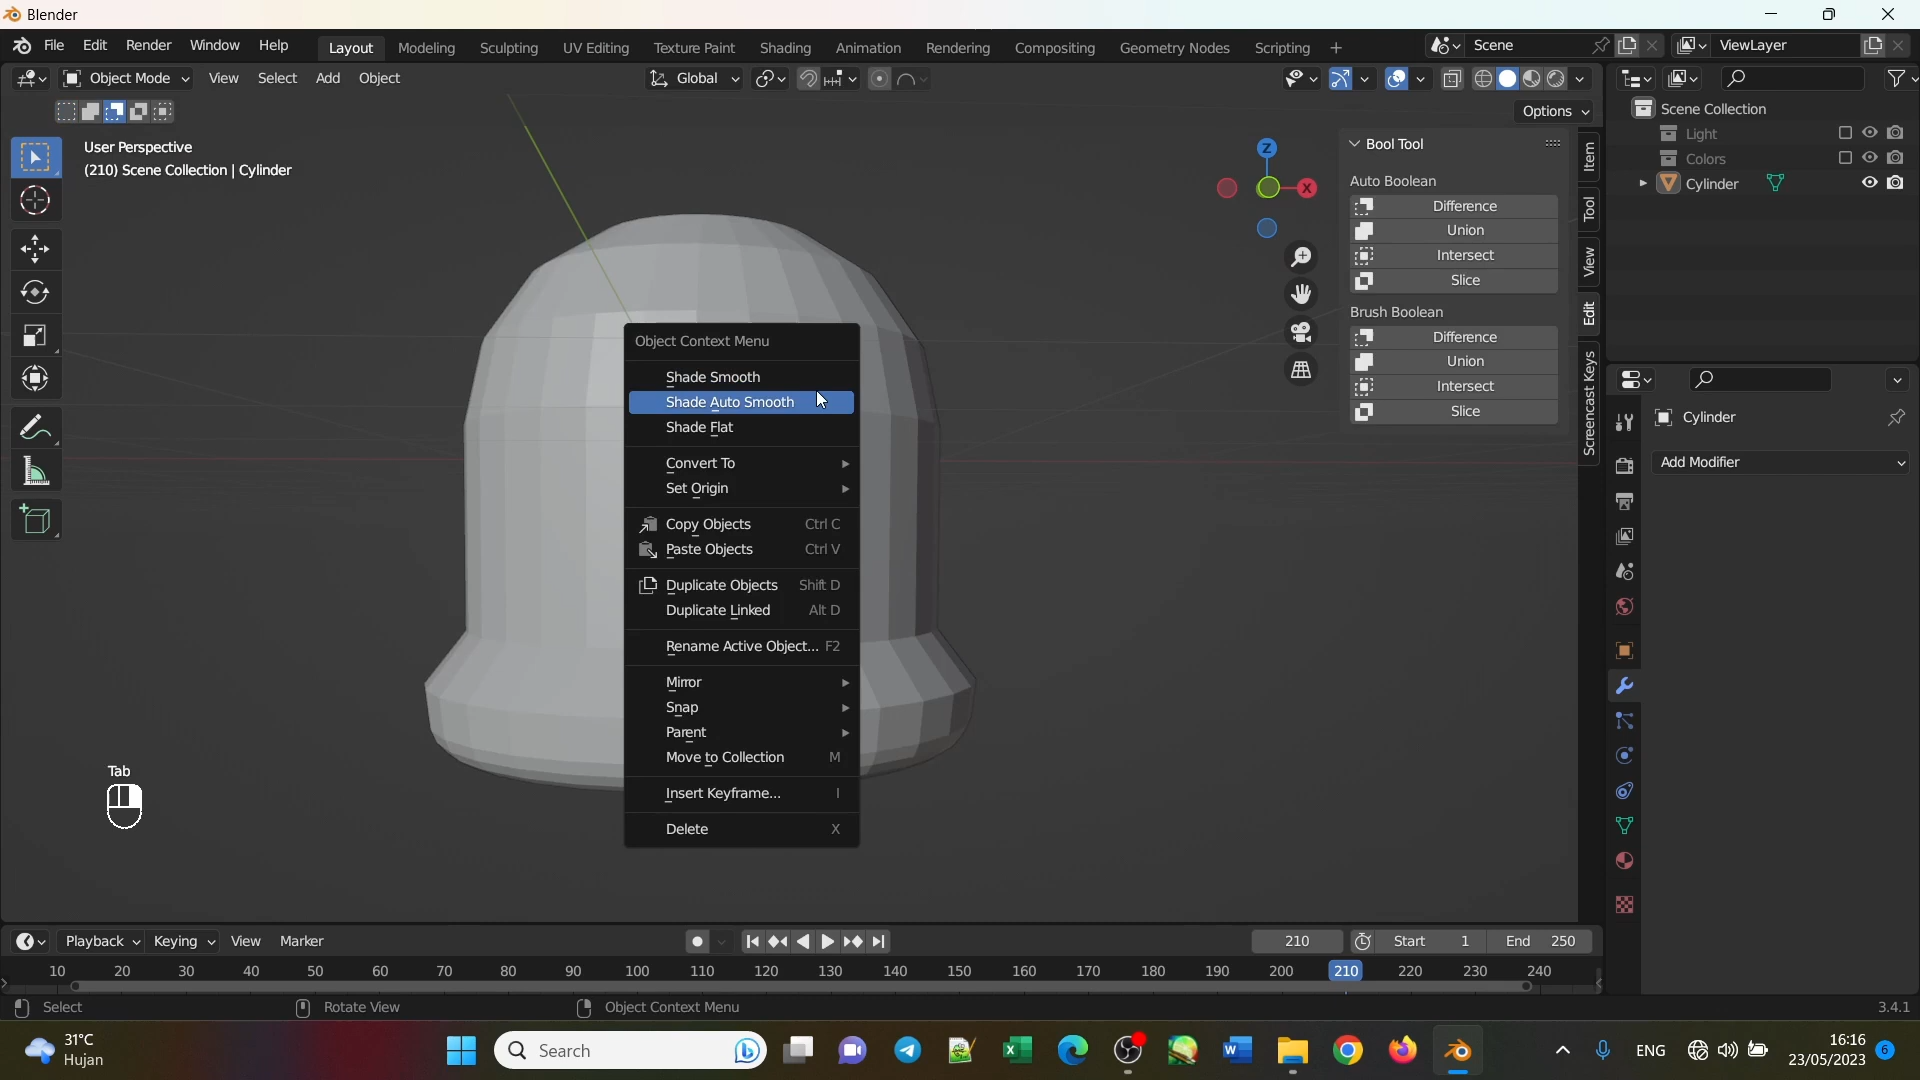 Blender
File Edit Render Window Help Layout Modeling Sculpting UV Editing Texture Paint Shading Animation Rendering Compositing Geometry Nodes Scripting + Scene ViewLayer
Object Mode View Select Add Object Global
Options
User Perspective
(210) Scene Collection | Cylinder
Z
X
Bool Tool
Auto Boolean
Difference
Union
Intersect
Slice
Brush Boolean
Difference
Union
Intersect
Slice
Item
Tool
View
Edit
Screencast Keys
Scene Collection
Light
Colors
Cylinder
Cylinder
Add Modifier
Object Context Menu
Shade Smooth
Shade Auto Smooth
Shade Flat
Convert To
Set Origin
Copy Objects Ctrl C
Paste Objects Ctrl V
Duplicate Objects Shift D
Duplicate Linked Alt D
Rename Active Object... F2
Mirror
Snap
Parent
Move to Collection M
Insert Keyframe... I
Delete X
Tab
Playback Keying View Marker 210 Start 1 End 250
10 20 30 40 50 60 70 80 90 100 110 120 130 140 150 160 170 180 190 200 210 220 230 240
Select Rotate View Object Context Menu 3.4.1
31°C
Hujan
Search
ENG
16:16
23/05/2023
6